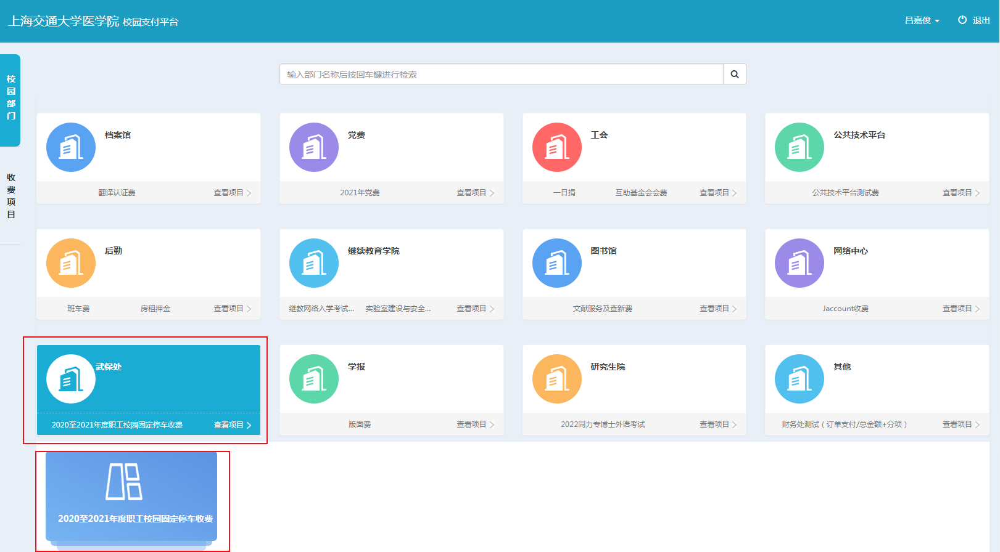 上海交通大学医学院 校园支付平台
吕嘉俊
退出
校园部门
收费项目
输入部门名称后按回车键进行检索
档案馆
翻译认证费 查看项目
党费
2021年党费 查看项目
工会
一日捐 互助基金会会费 查看项目
公共技术平台
公共技术平台测试费 查看项目
后勤
班车费 房租押金 查看项目
继续教育学院
继教网络入学考试... 实验室建设与安全... 查看项目
图书馆
文献服务及查新费 查看项目
网络中心
Jaccount收费 查看项目
武保处
2020至2021年度职工校园固定停车收费 查看项目
学报
版面费 查看项目
研究生院
2022同力专博士外语考试 查看项目
其他
财务处测试（订单支付/总金额+分项） 查看项目
2020至2021年度职工校园固定停车收费